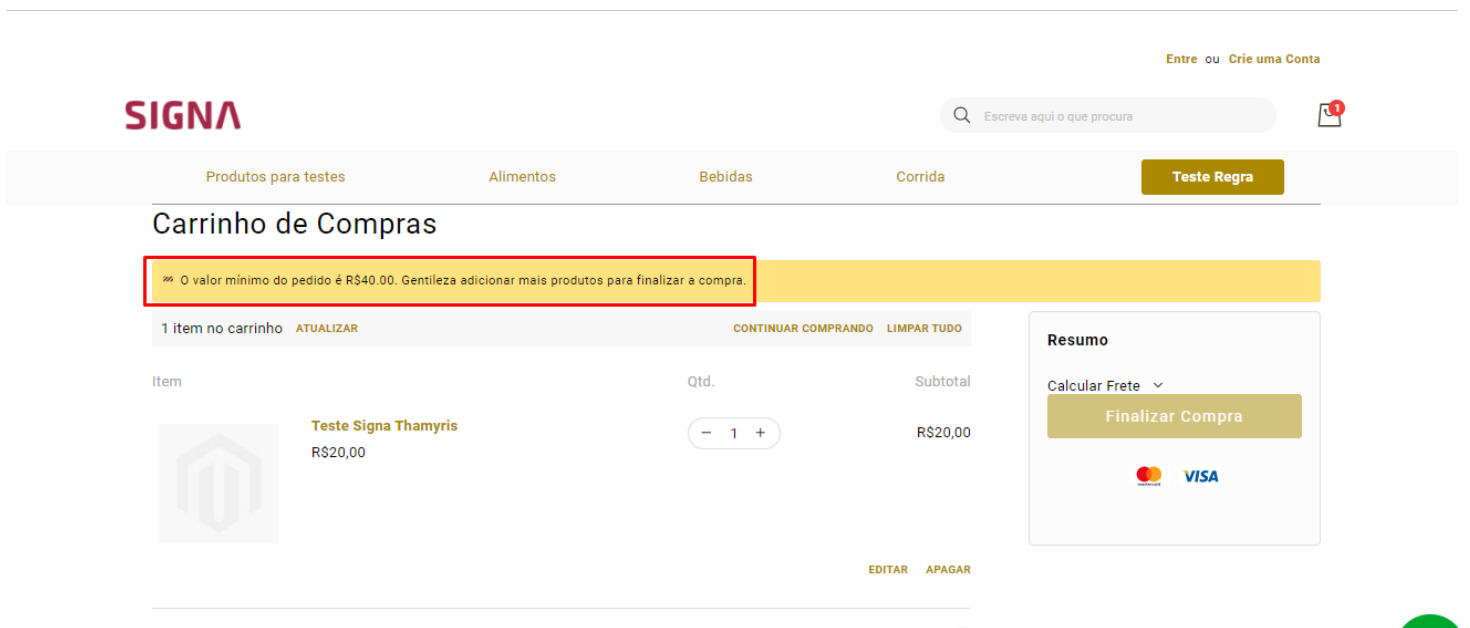 Entre ou Crie uma Conta
SIGNA
Escreva aqui o que procura
1
Produtos para testes Alimentos Bebidas Corrida Teste Regra
Carrinho de Compras
O valor mínimo do pedido é R$40.00. Gentileza adicionar mais produtos para finalizar a compra.
1 item no carrinho ATUALIZAR CONTINUAR COMPRANDO LIMPAR TUDO
Resumo
Item Qtd. Subtotal
Calcular Frete
Finalizar Compra
Teste Signa Thamyris
R$20,00
- 1 +
R$20,00
VISA
EDITAR APAGAR